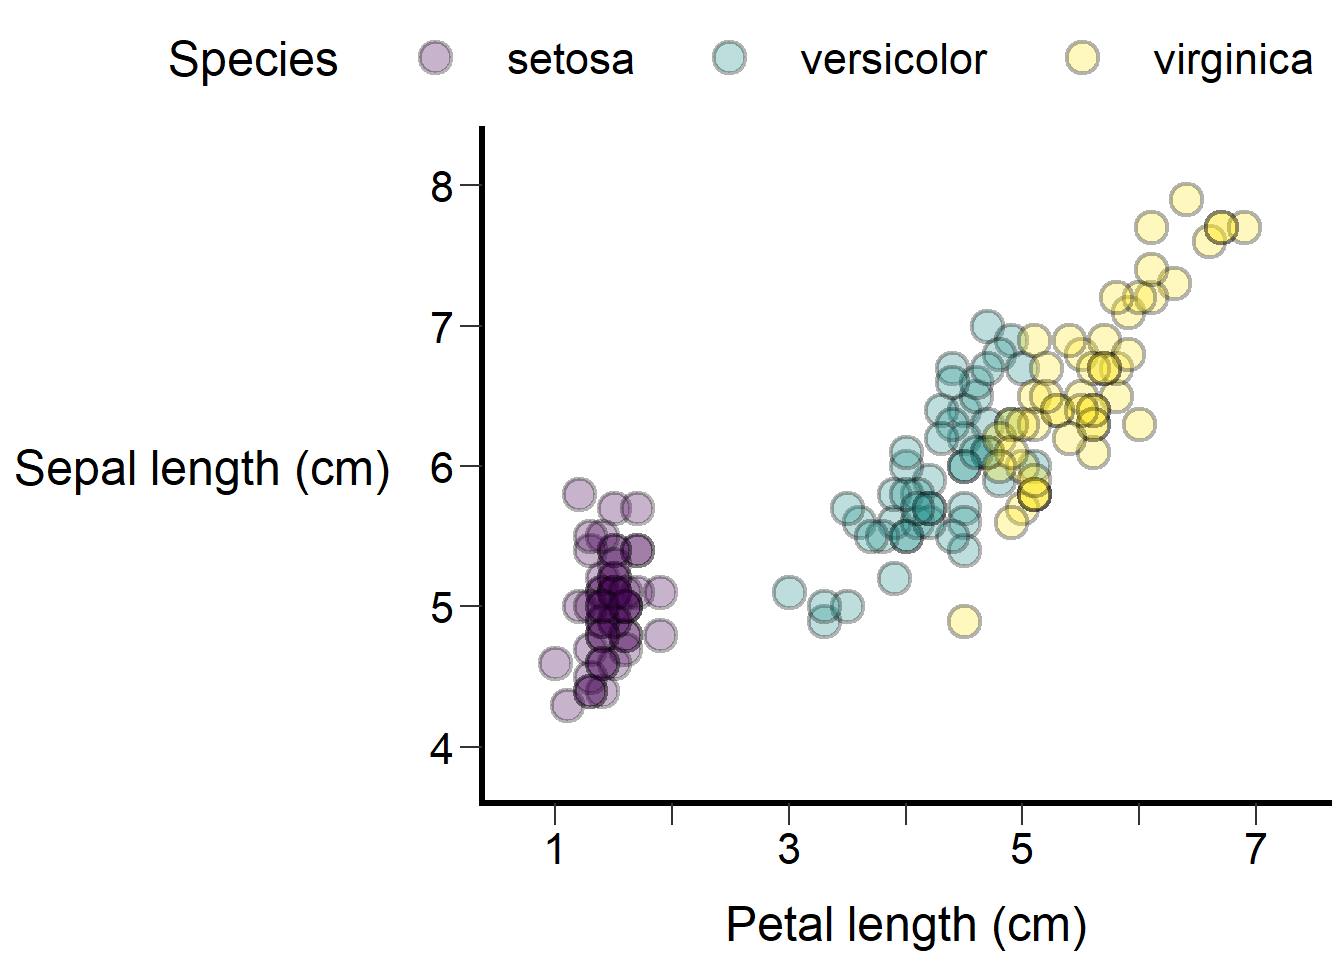 Species setosa versicolor virginica
8
7
Sepal length (cm) 6
5
4
1 3 5 7
Petal length (cm)